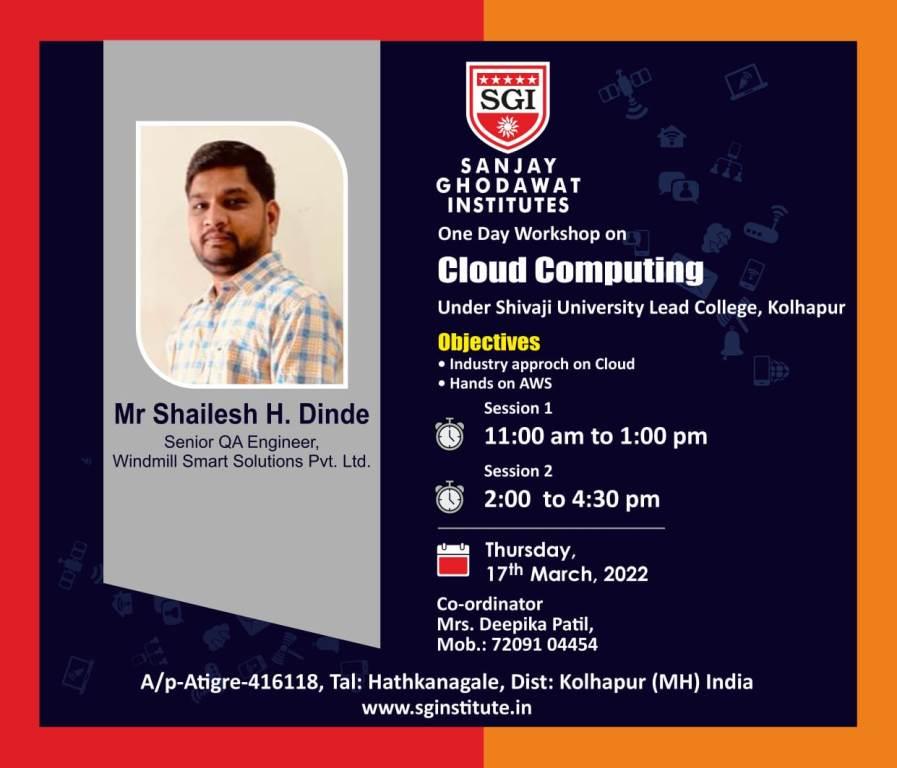 SGI
SANJAY
GHODAWAT
INSTITUTES
One Day Workshop on
Cloud Computing
Under Shivaji University Lead College, Kolhapur
Objectives
• Industry approch on Cloud
• Hands on AWS
Session 1
11:00 am to 1:00 pm
Session 2
2:00 to 4:30 pm
Thursday,
17th March, 2022
Co-ordinator
Mrs. Deepika Patil,
Mob.: 72091 04454
Mr Shailesh H. Dinde
Senior QA Engineer,
Windmill Smart Solutions Pvt. Ltd.
A/p-Atigre-416118, Tal: Hathkanagale, Dist: Kolhapur (MH) India
www.sginstitute.in